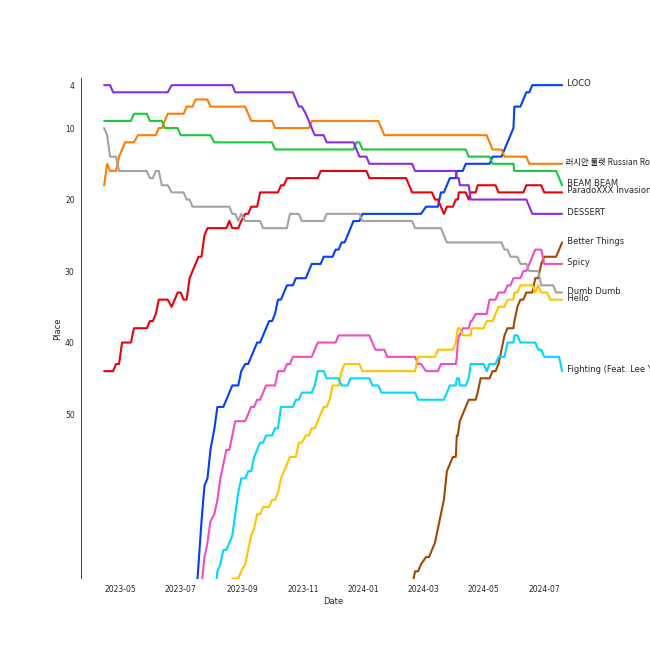 4
10
20
30
40
50
Place
2023-05
2023-07
2023-09
2023-11
2024-01
2024-03
2024-05
2024-07
Date
LOCO
러시안 룰렛 Russian Ro
BEAM BEAM
ParadoXXX Invasion
DESSERT
Better Things
Spicy
Dumb Dumb
Hello
Fighting (Feat. Lee Y